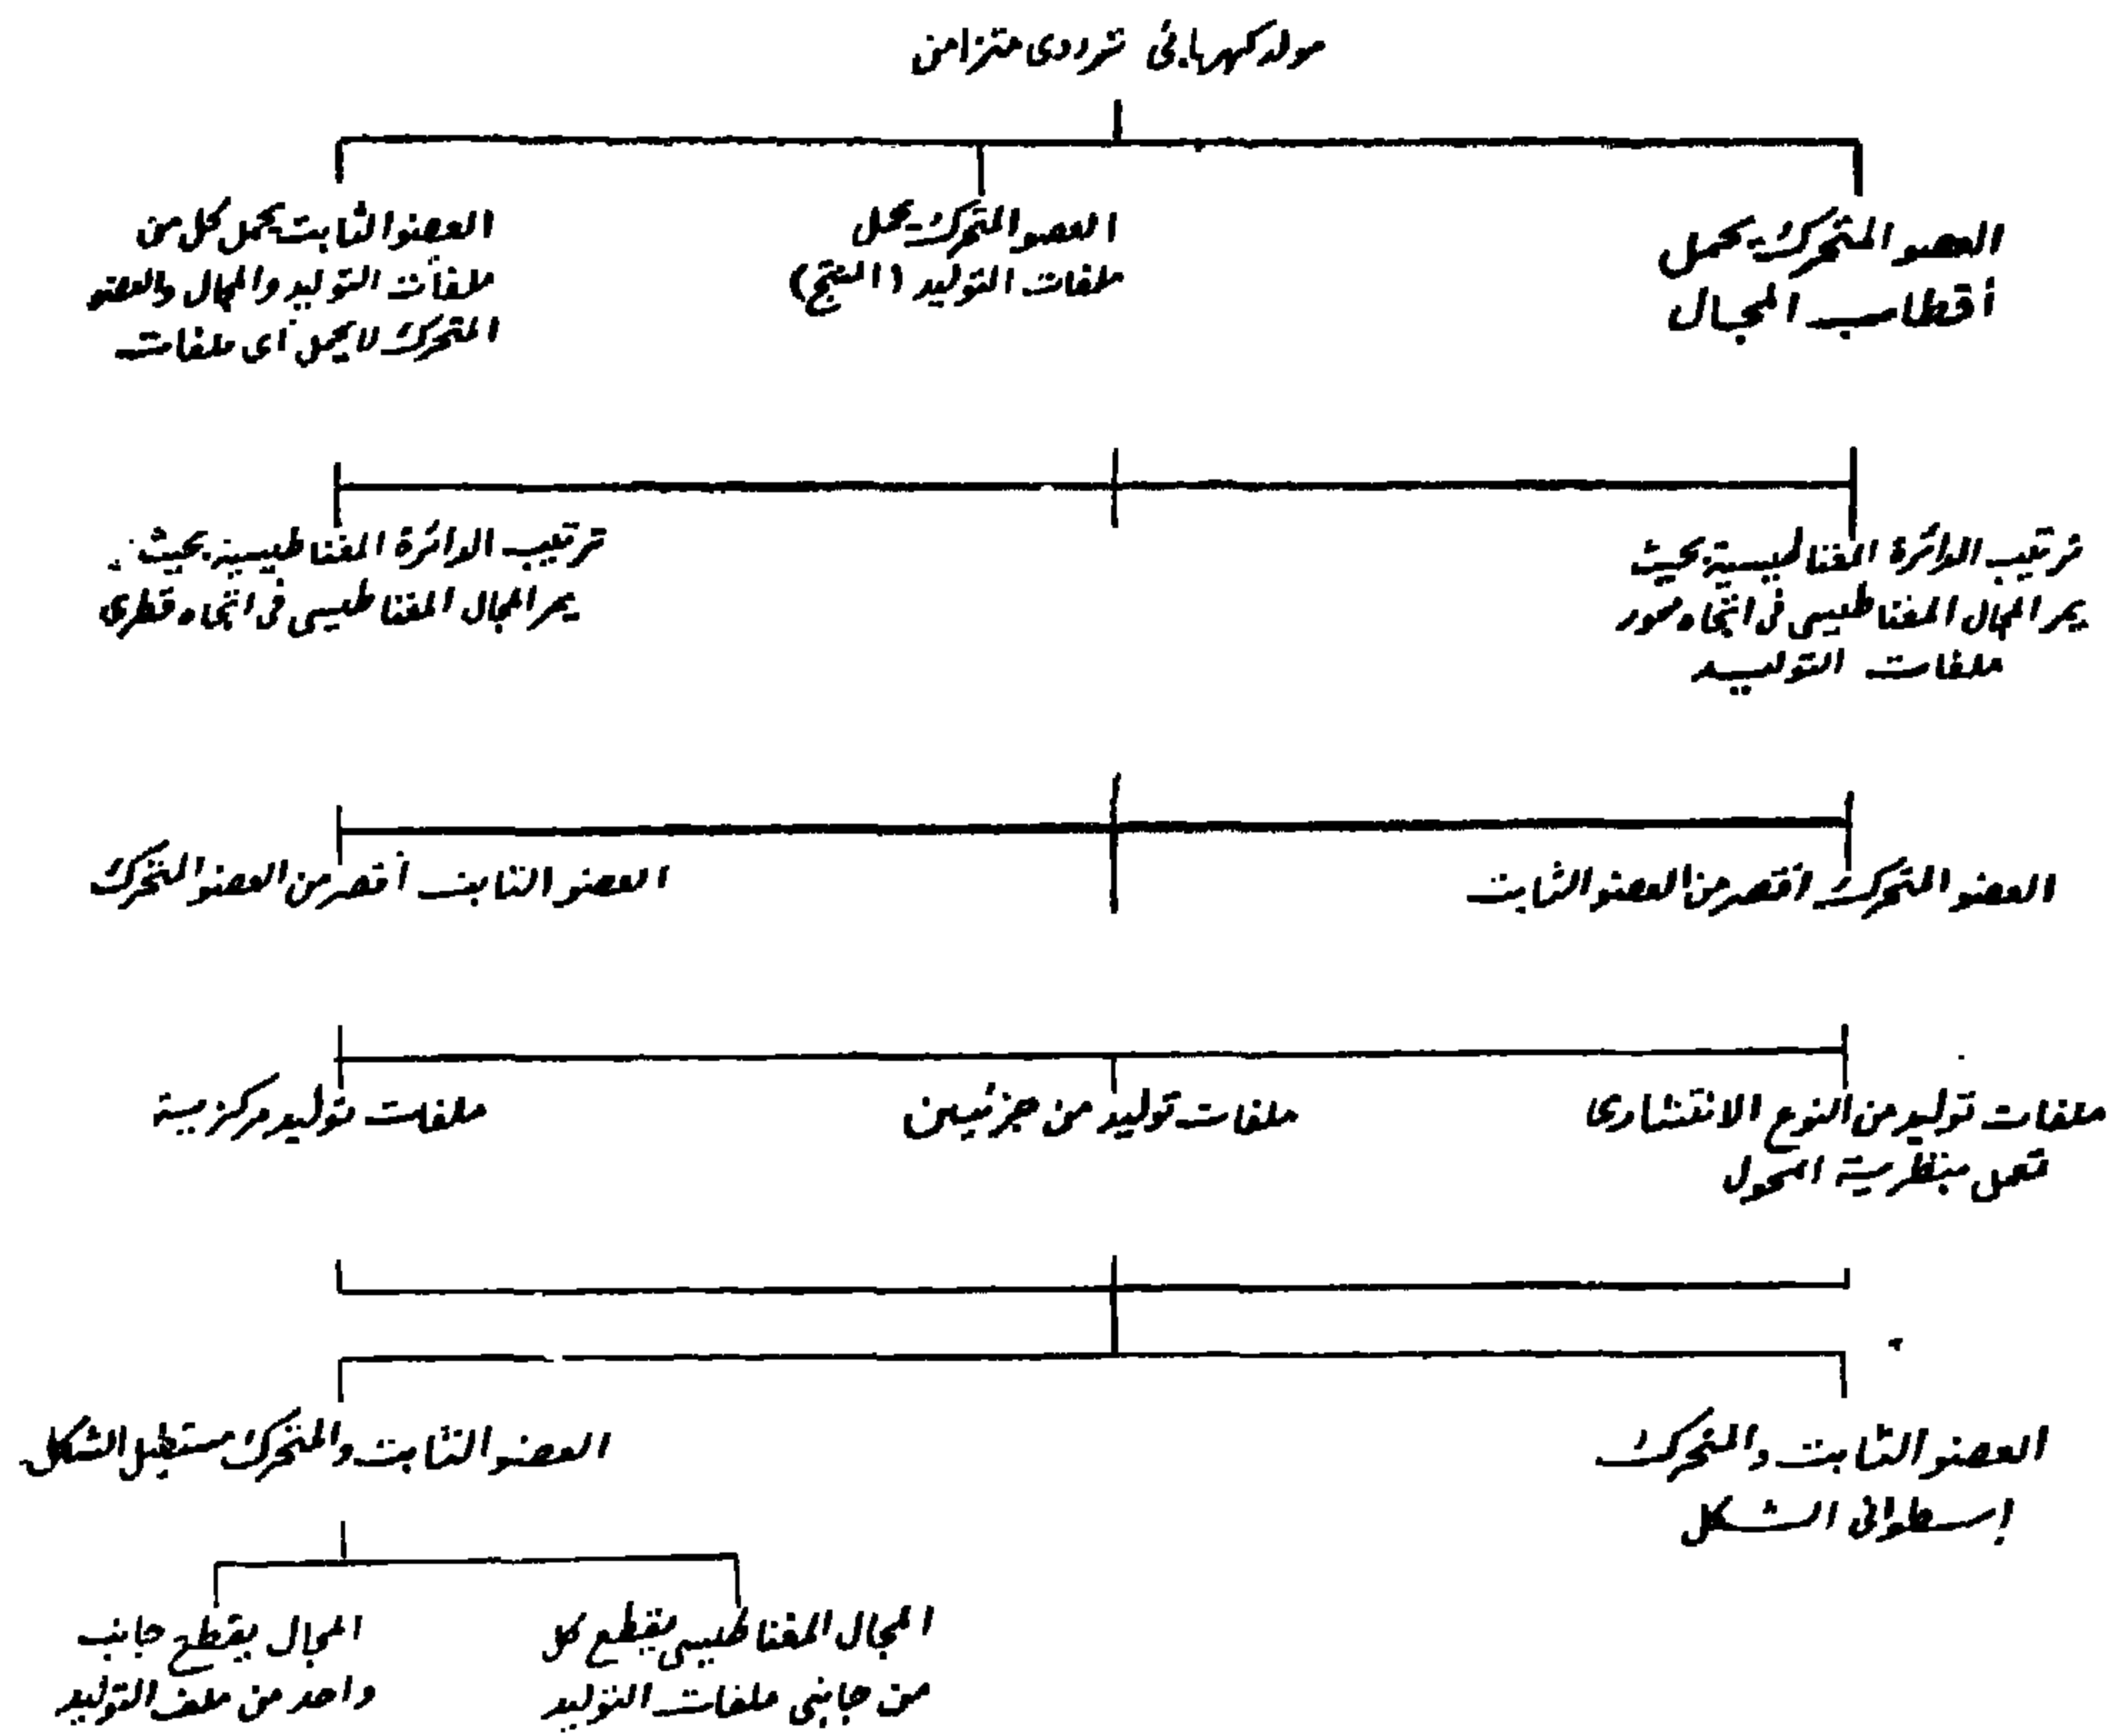 مولد كهربائى ترددى متزامن
العضو المتحرك يحمل
أقطاب المجال
العضو المتحرك يحمل
ملفات التوليد (المنتج)
العضو الثابت يحمل كل من
ملفات التوليد والمجال والعضو
المتحرك لا يحمل أى ملفات
ترتيب الدائرة المغناطيسية بحيث
يمر المجال المغناطيسى فى اتجاه محور
ملفات التوليد
ترتيب الدائرة المغناطيسية بحيث
يمر المجال المغناطيسى فى اتجاه قطرى
العضو المتحرك اقصر من العضو الثابت
العضو الثابت أقصر من العضو المتحرك
ملفات توليد من النوع الانتشارى
تعمل بنظرية المحول
ملفات توليد من جزئين
ملفات توليد مركزية
العضو الثابت والمتحرك
إسطوانى الشكل
العضو الثابت والمتحرك مستطيل الشكل
المجال المغناطيسى يقطع كل
من جانبى ملفات التوليد
المجال يقطع جانب
واحد من ملف التوليد